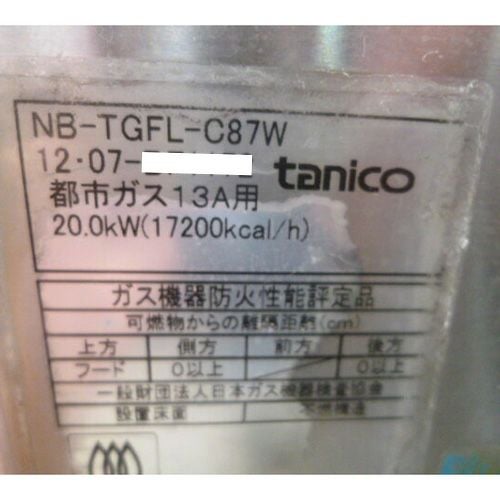 NB-TGFL-C87W
12・07- tanico
都市ガス13A用
20.0kW(17200kcal/h)
ガス機器防火性能評定品
可燃物からの離隔距離(cm)
上方 側方 前方 後方
フード 0以上 0以上
一般財団法人日本ガス機器検査協会
設置床面 不燃構造